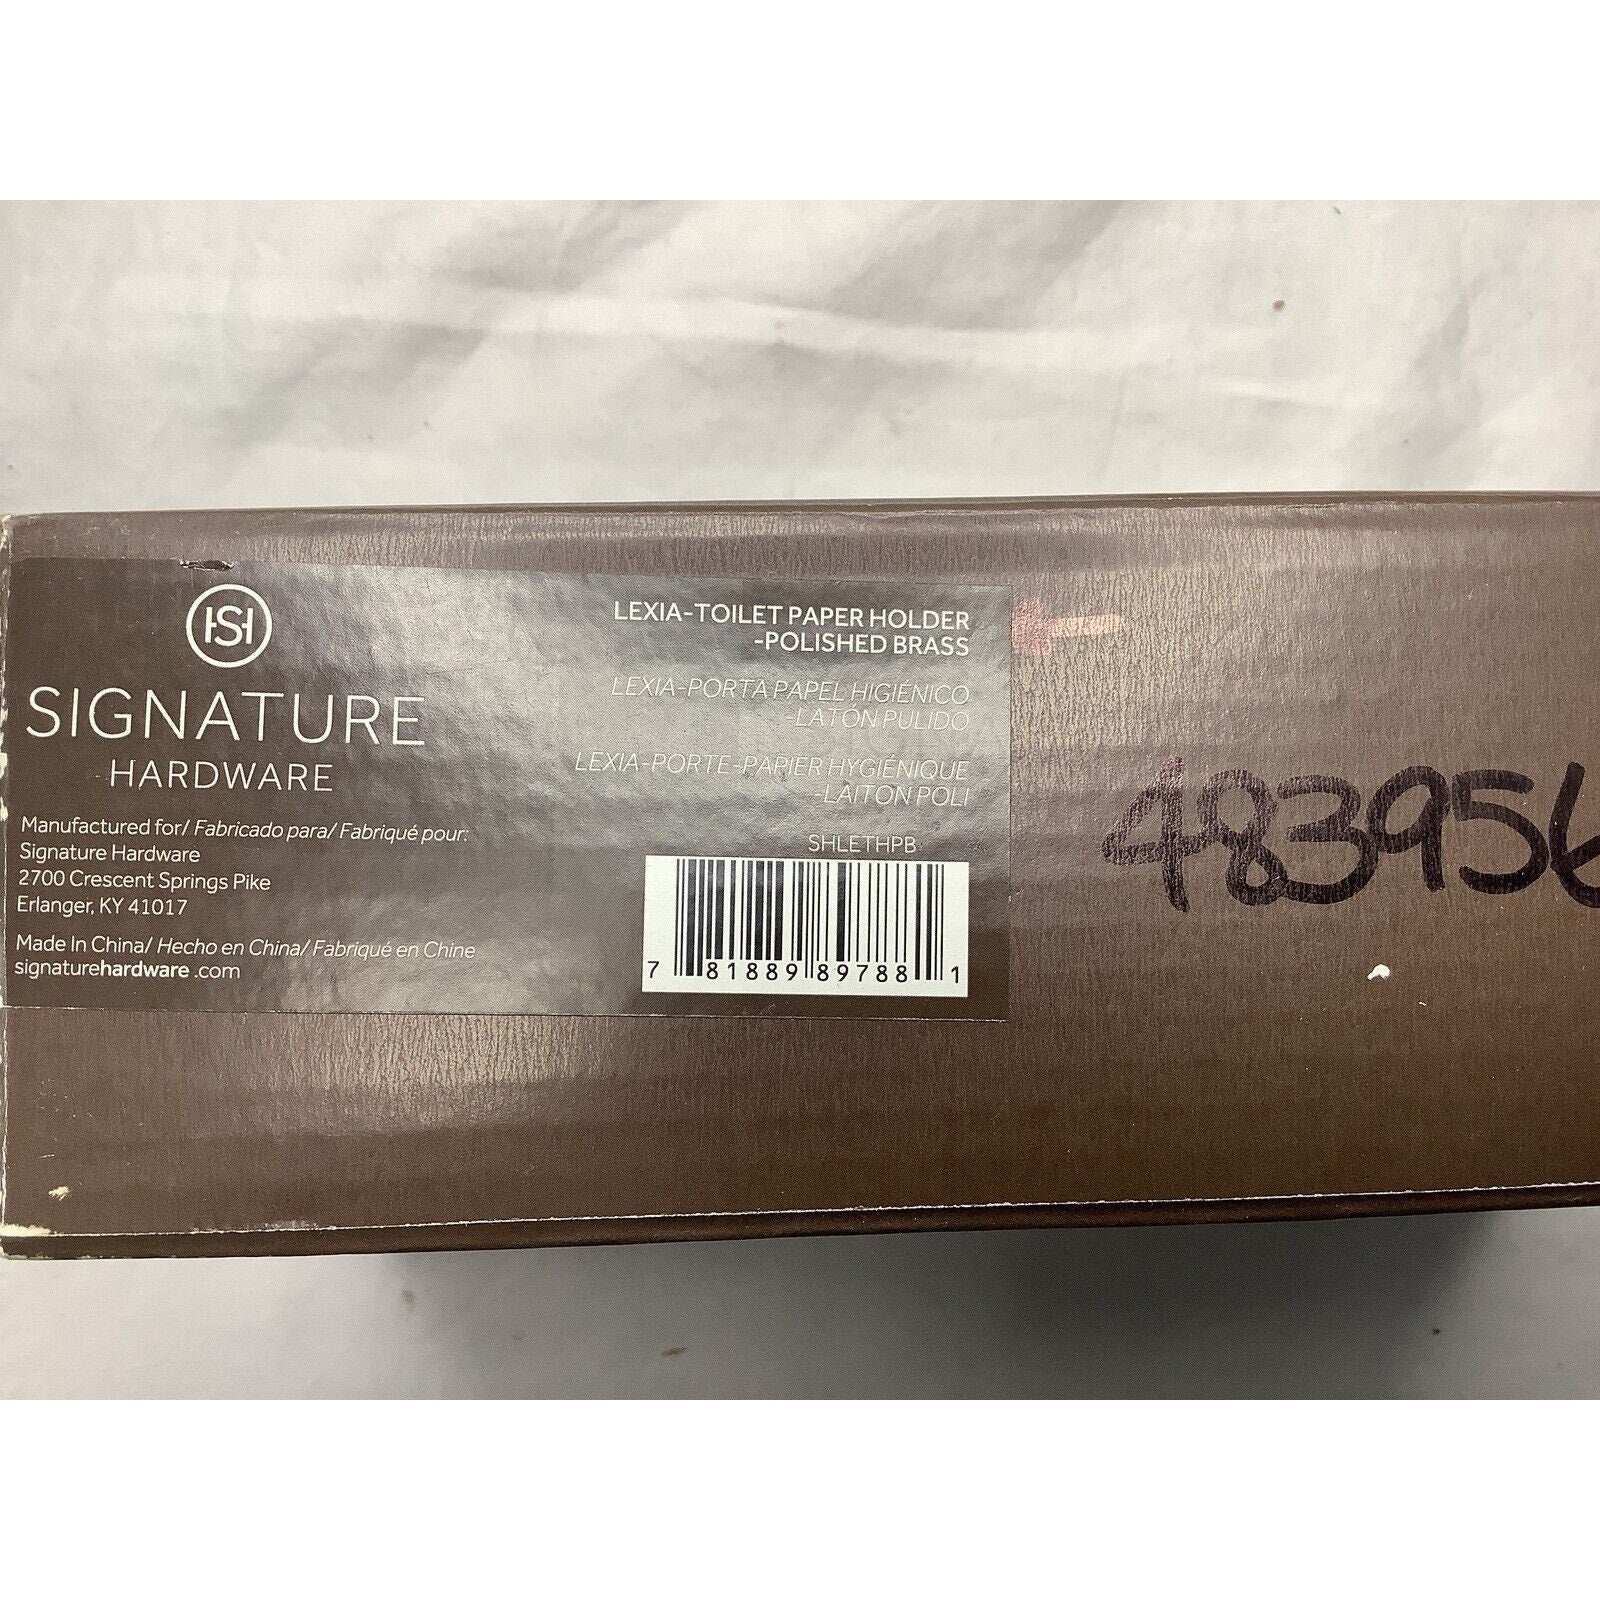 HSH
SIGNATURE
HARDWARE
Manufactured for/ Fabricado para/ Fabriqué pour:
Signature Hardware
2700 Crescent Springs Pike
Erlanger, KY 41017
Made In China/ Hecho en China/ Fabriqué en Chine
signaturehardware .com
LEXIA-TOILET PAPER HOLDER
-POLISHED BRASS
LEXIA-PORTA PAPEL HIGIÉNICO
-LATÓN PULIDO
LEXIA-PORTE-PAPIER HYGIÉNIQUE
-LAITON POLI
SHLETHPB
7 81889 89788 1
483956